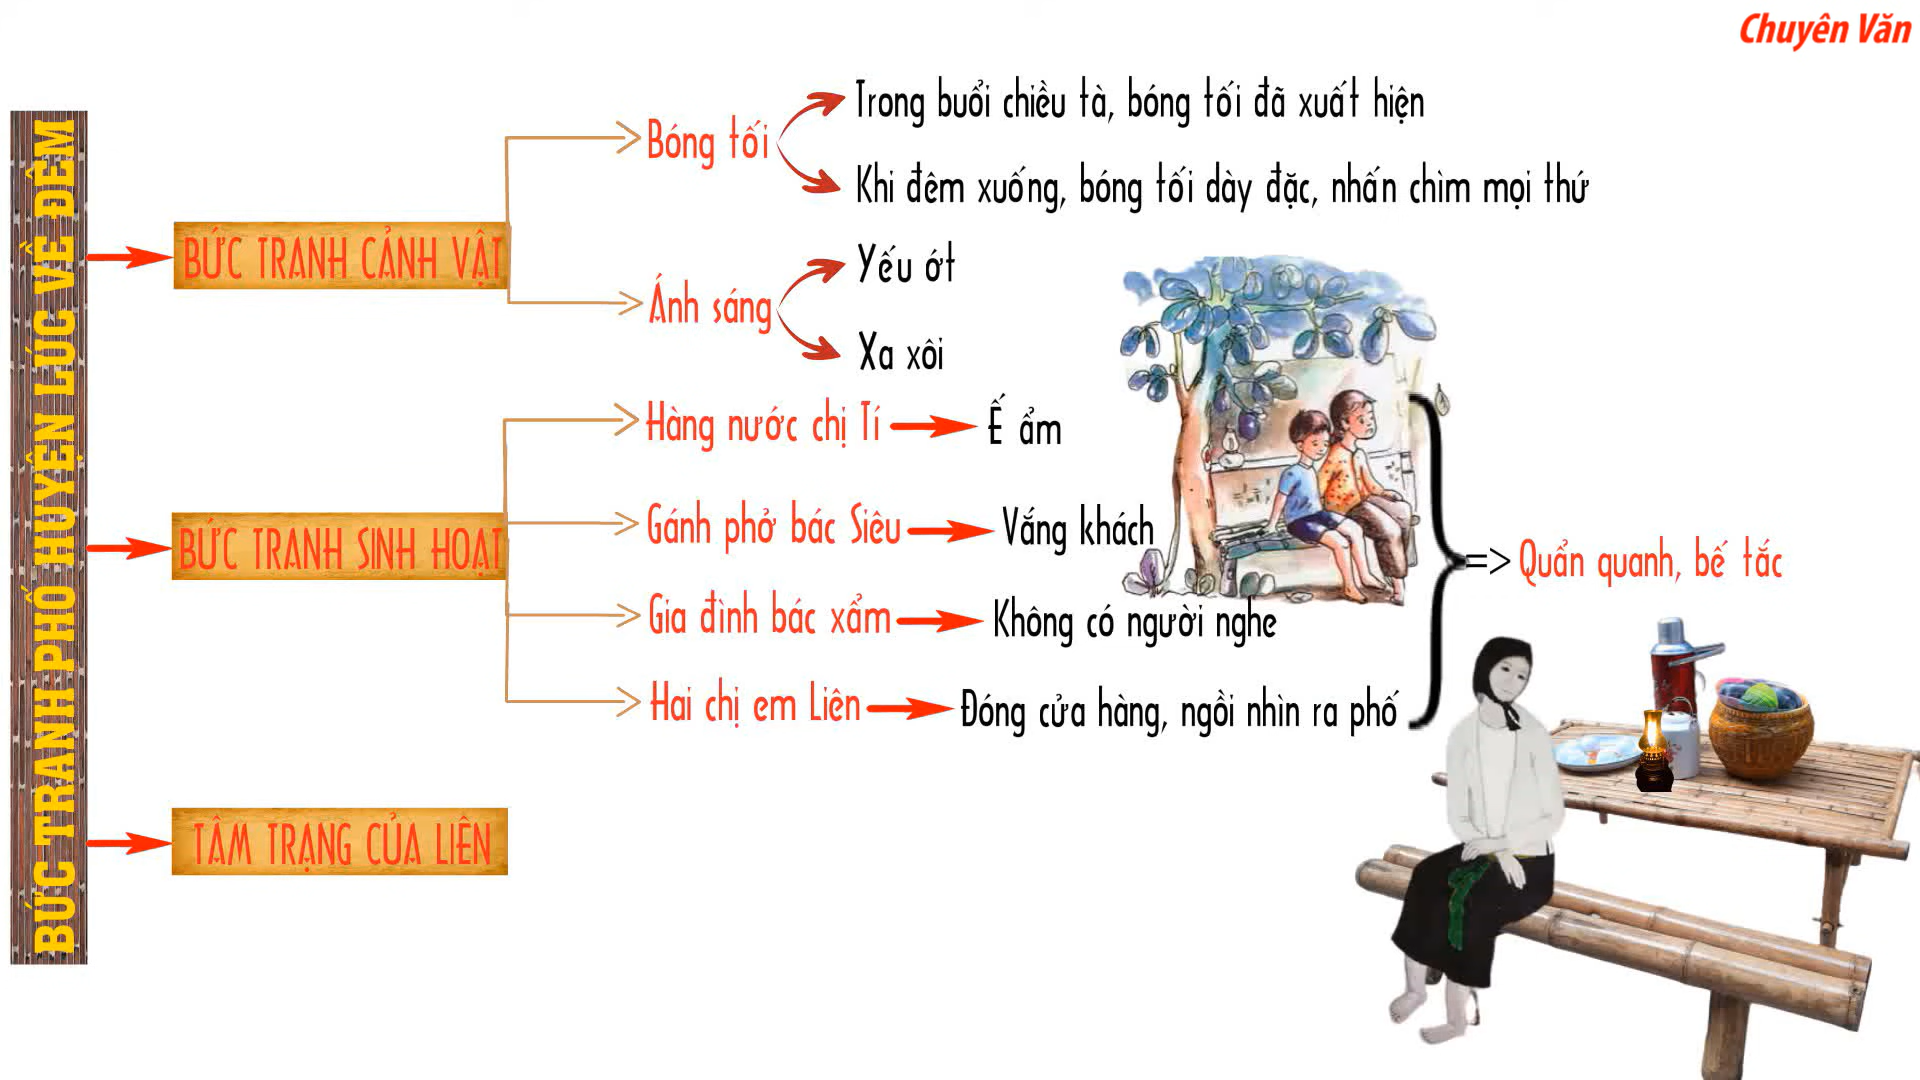 Chuyên Văn
BỨC TRANH PHỐ HUYỆN LÚC VỀ ĐÊM
BỨC TRANH CẢNH VẬT
Bóng tối
Trong buổi chiều tà, bóng tối đã xuất hiện
Khi đêm xuống, bóng tối dày đặc, nhấn chìm mọi thứ
Ánh sáng
Yếu ớt
Xa xôi
BỨC TRANH SINH HOẠT
Hàng nước chị Tí
Ế ẩm
Gánh phở bác Siêu
Vắng khách
Gia đình bác xẩm
Không có người nghe
Hai chị em Liên
Đóng cửa hàng, ngồi nhìn ra phố
=> Quẩn quanh, bế tắc
TÂM TRẠNG CỦA LIÊN